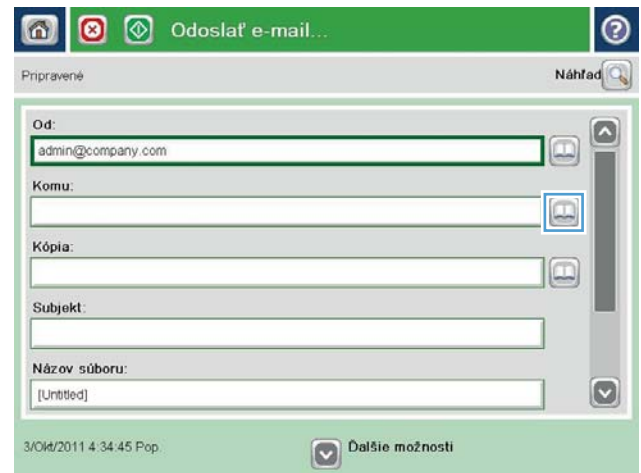 Odoslať e-mail...
Pripravené
Náhľad
Od:
admin@company.com
Komu:
Kópia:
Subjekt:
Názov súboru:
[Untitled]
3/Okt/2011 4:34:45 Pop.
Ďalšie možnosti